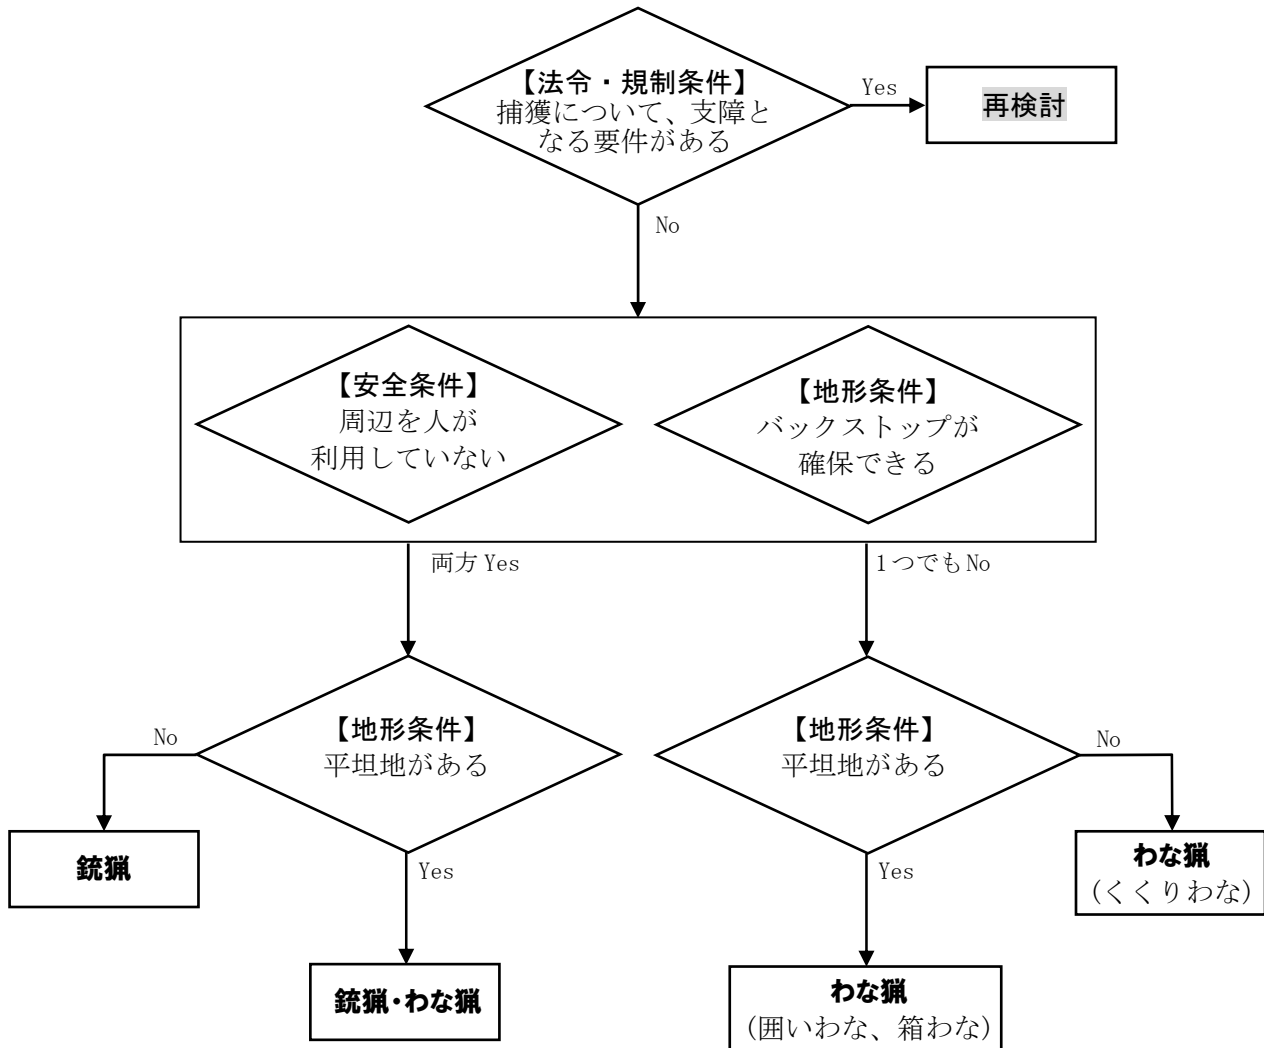 【法令・規制条件】
捕獲について、支障と
なる要件がある
Yes
再検討
No
【安全条件】
周辺を人が
利用していない
【地形条件】
バックストップが
確保できる
両方 Yes
1つでも No
【地形条件】
平坦地がある
No
Yes
【地形条件】
平坦地がある
No
Yes
銃猟
銃猟・わな猟
わな猟
(囲いわな、箱わな)
わな猟
(くくりわな)